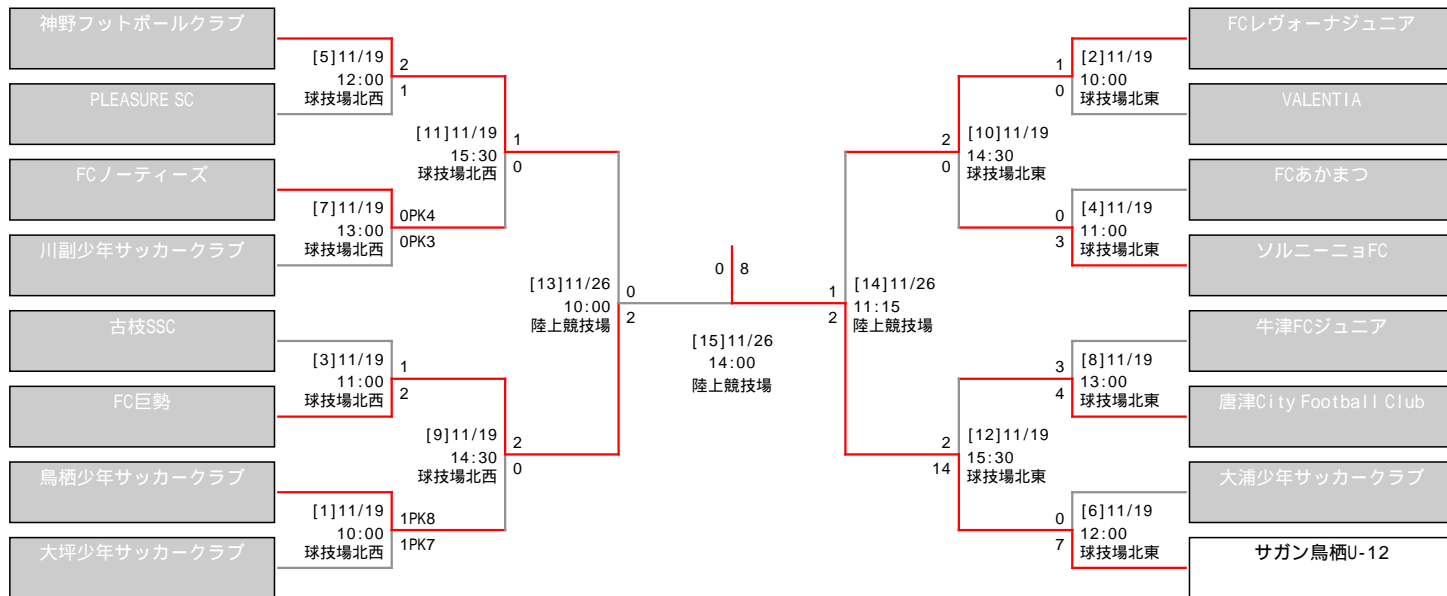 神野フットボールクラブ
[5]11/19
12:00
球技場北西
2
1
PLEASURE SC
[11]11/19
15:30
球技場北西
1
0
FCノーティーズ
[7]11/19
13:00
球技場北西
0PK4
0PK3
川副少年サッカークラブ
[13]11/26
10:00
陸上競技場
0
2
古枝SSC
[3]11/19
11:00
球技場北西
1
2
FC巨勢
[9]11/19
14:30
球技場北西
2
0
鳥栖少年サッカークラブ
[1]11/19
10:00
球技場北西
1PK8
1PK7
大坪少年サッカークラブ
0 8
[15]11/26
14:00
陸上競技場
FCレヴォーナジュニア
1
0
[2]11/19
10:00
球技場北東
VALENTIA
2
0
[10]11/19
14:30
球技場北東
FCあかまつ
0
3
[4]11/19
11:00
球技場北東
ソルニーニョFC
1
2
[14]11/26
11:15
陸上競技場
牛津FCジュニア
3
4
[8]11/19
13:00
球技場北東
唐津City Football Club
2
14
[12]11/19
15:30
球技場北東
大浦少年サッカークラブ
0
7
[6]11/19
12:00
球技場北東
サガン鳥栖U-12